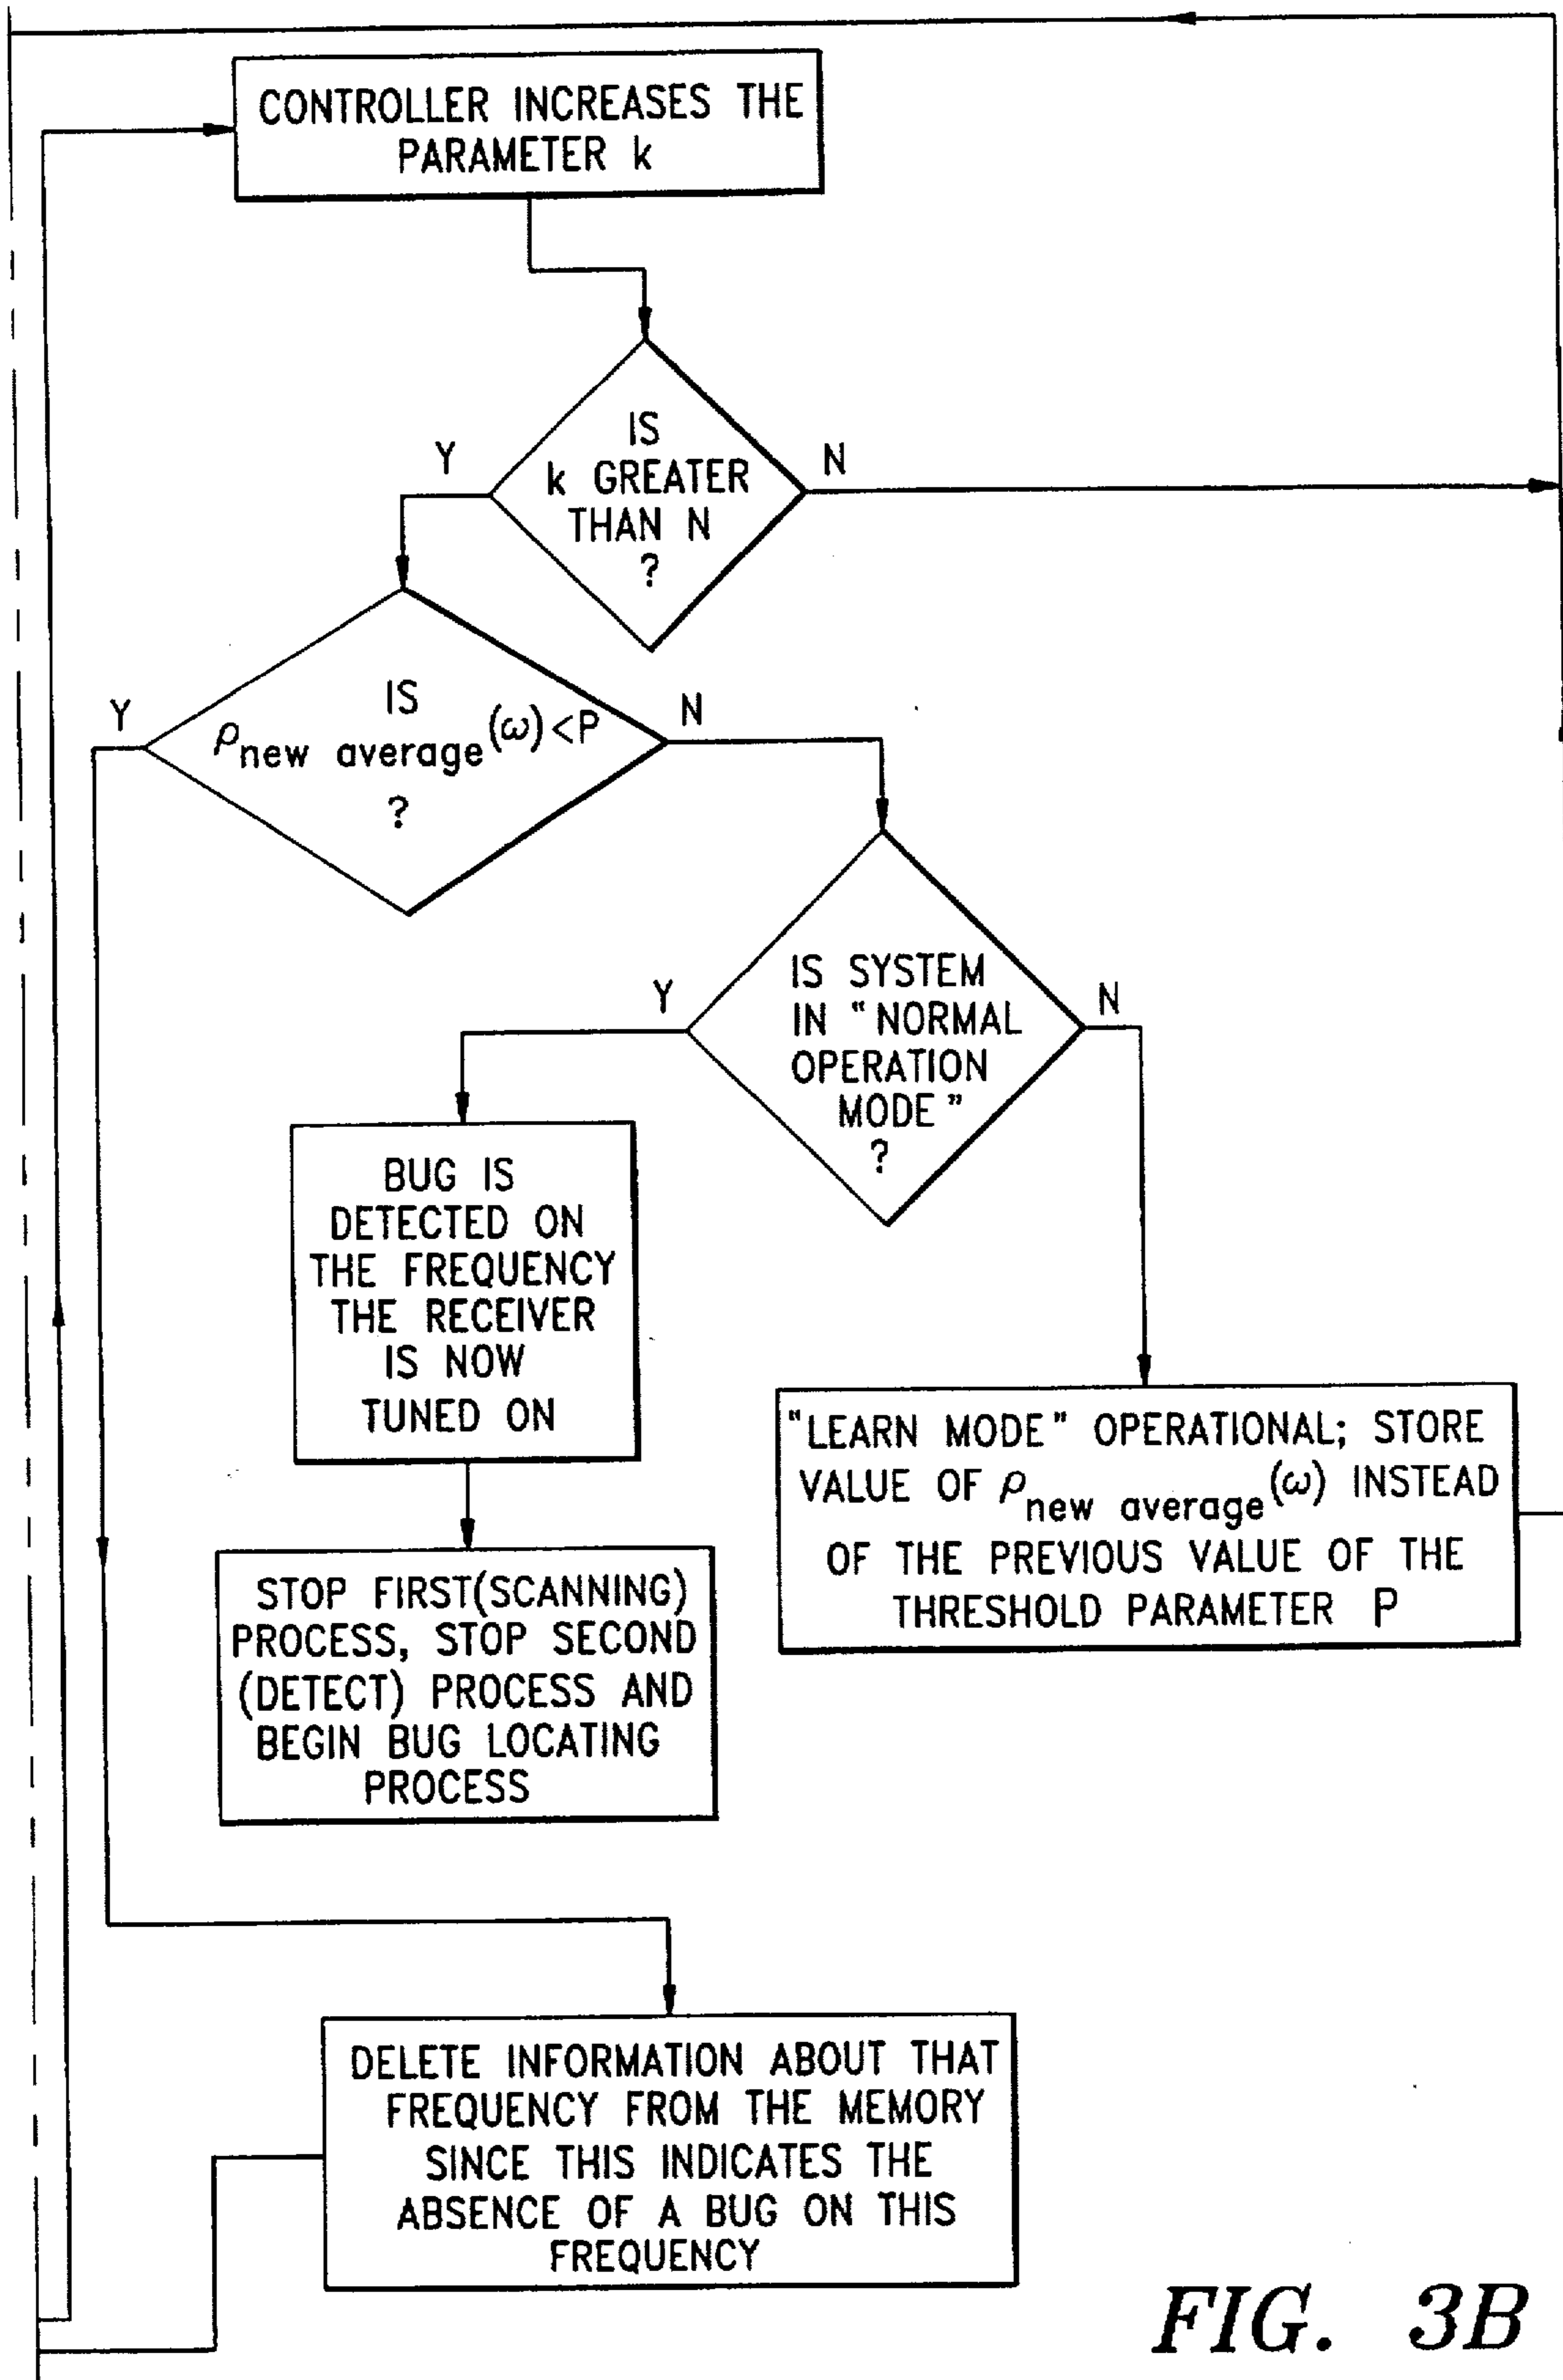 CONTROLLER INCREASES THE
PARAMETER k
IS
k GREATER
THAN N
?
Y
N
IS
ρnew average(ω)<P
?
Y
N
IS SYSTEM
IN "NORMAL
OPERATION
MODE"
?
Y
N
BUG IS
DETECTED ON
THE FREQUENCY
THE RECEIVER
IS NOW
TUNED ON
"LEARN MODE" OPERATIONAL; STORE
VALUE OF ρnew average(ω) INSTEAD
OF THE PREVIOUS VALUE OF THE
THRESHOLD PARAMETER P
STOP FIRST(SCANNING)
PROCESS, STOP SECOND
(DETECT) PROCESS AND
BEGIN BUG LOCATING
PROCESS
DELETE INFORMATION ABOUT THAT
FREQUENCY FROM THE MEMORY
SINCE THIS INDICATES THE
ABSENCE OF A BUG ON THIS
FREQUENCY
FIG. 3B